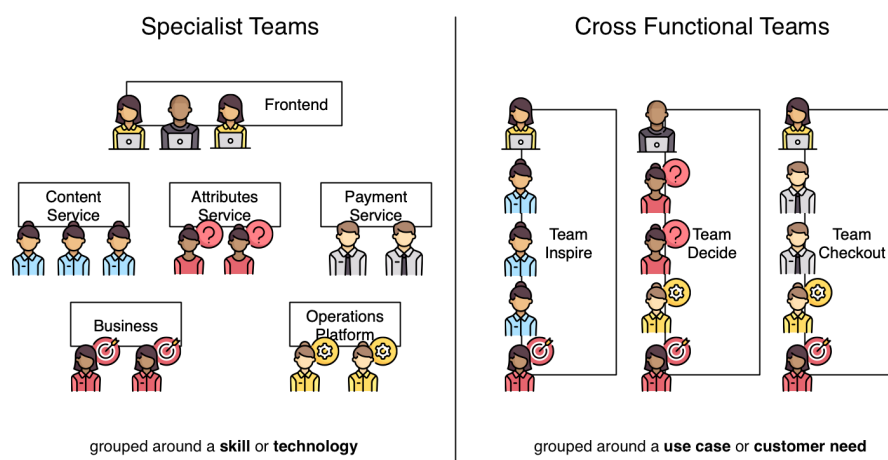 Specialist Teams
Cross Functional Teams
Frontend
Content
Service
Attributes
Service
Payment
Service
Business
Operations
Platform
Team
Inspire
Team
Decide
Team
Checkout
? ?
?
?
grouped around a skill or technology
grouped around a use case or customer need